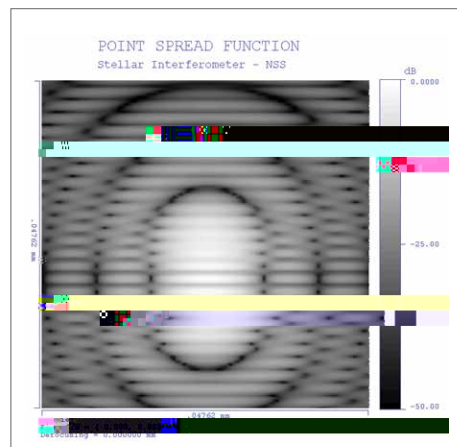 POINT SPREAD FUNCTION
Stellar Interferometer - NSS
dB
0.0000
.04762 mm
-25.00
-50.00
.04762 mm
Defocusing = 0.000000 mm